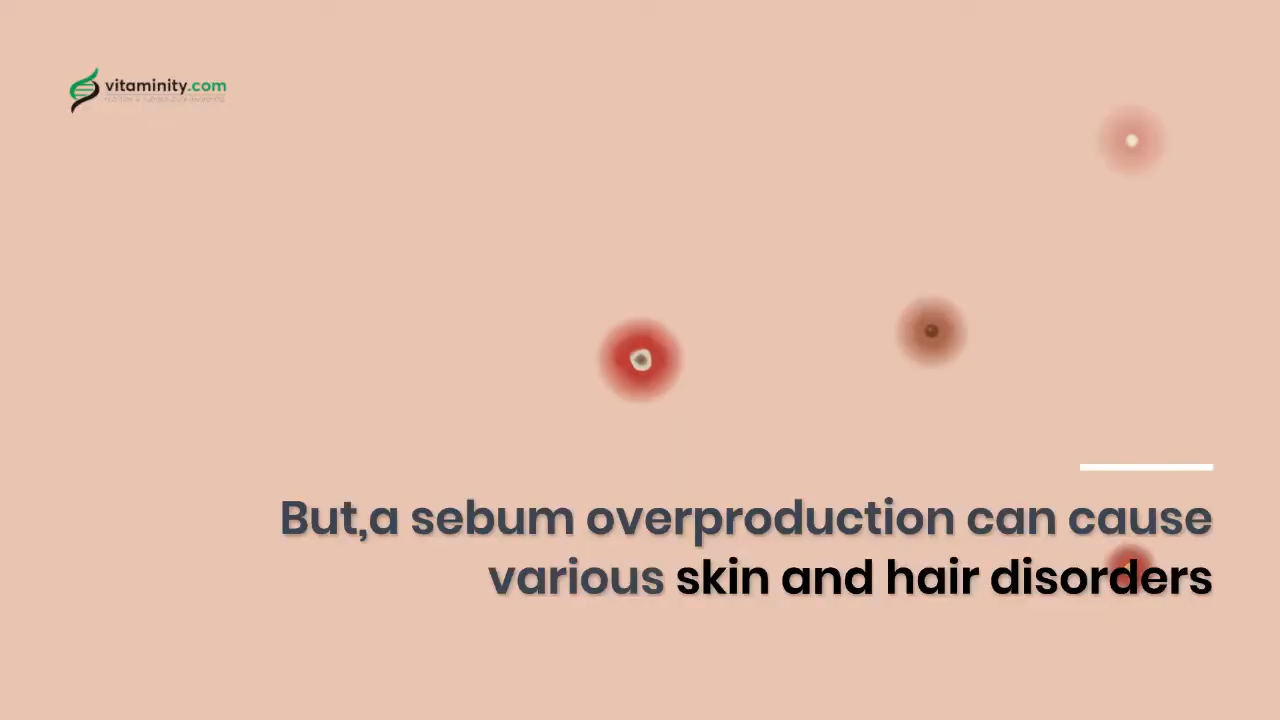 vitaminity.com
But,a sebum overproduction can cause
various skin and hair disorders